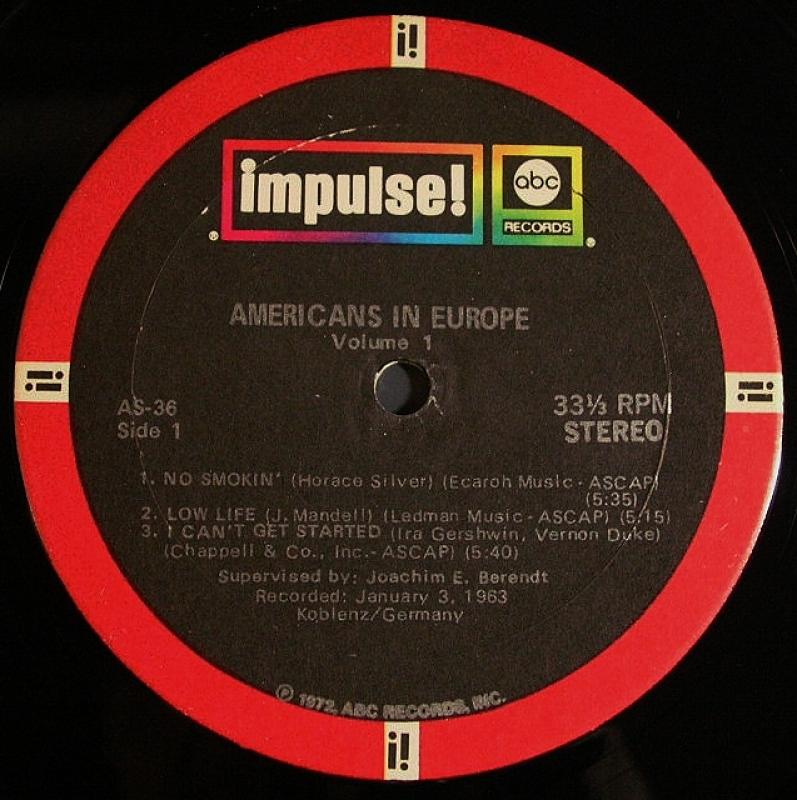 i!
impulse! abc
RECORDS
® ®
AMERICANS IN EUROPE
Volume 1
i! i!
AS-36 33⅓ RPM
Side 1 STEREO
1. NO SMOKIN' (Horace Silver) (Ecaroh Music - ASCAP)
(5:35)
2. LOW LIFE (J. Mandell) (Ledman Music - ASCAP) (5:15)
3. I CAN'T GET STARTED (Ira Gershwin, Vernon Duke)
(Chappell & Co., Inc.- ASCAP) (5:40)
Supervised by: Joachim E. Berendt
Recorded: January 3, 1963
Koblenz/Germany
℗ 1972, ABC RECORDS, INC.
i!